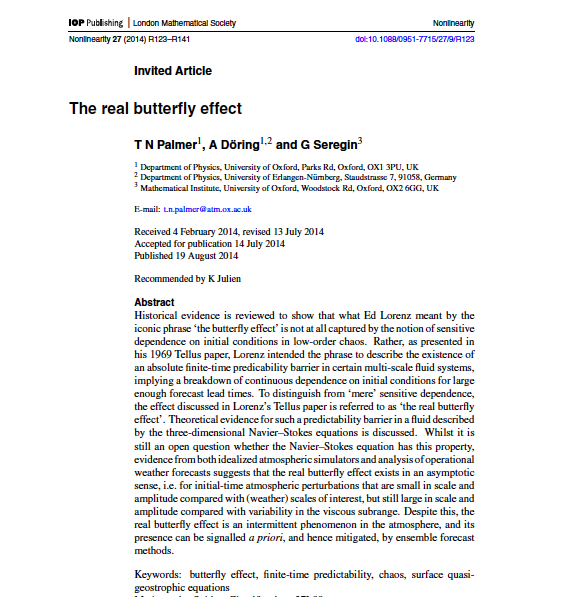 IOP Publishing | London Mathematical Society Nonlinearity
Nonlinearity 27 (2014) R123–R141 doi:10.1088/0951-7715/27/9/R123
Invited Article
The real butterfly effect
T N Palmer1, A Döring1,2 and G Seregin3
1 Department of Physics, University of Oxford, Parks Rd, Oxford, OX1 3PU, UK
2 Department of Physics, University of Erlangen-Nürnberg, Staudstrasse 7, 91058, Germany
3 Mathematical Institute, University of Oxford, Woodstock Rd, Oxford, OX2 6GG, UK
E-mail: t.n.palmer@atm.ox.ac.uk
Received 4 February 2014, revised 13 July 2014
Accepted for publication 14 July 2014
Published 19 August 2014
Recommended by K Julien
Abstract
Historical evidence is reviewed to show that what Ed Lorenz meant by the
iconic phrase ‘the butterfly effect’ is not at all captured by the notion of sensitive
dependence on initial conditions in low-order chaos. Rather, as presented in
his 1969 Tellus paper, Lorenz intended the phrase to describe the existence of
an absolute finite-time predicability barrier in certain multi-scale fluid systems,
implying a breakdown of continuous dependence on initial conditions for large
enough forecast lead times. To distinguish from ‘mere’ sensitive dependence,
the effect discussed in Lorenz’s Tellus paper is referred to as ‘the real butterfly
effect’. Theoretical evidence for such a predictability barrier in a fluid described
by the three-dimensional Navier–Stokes equations is discussed. Whilst it is
still an open question whether the Navier–Stokes equation has this property,
evidence from both idealized atmospheric simulators and analysis of operational
weather forecasts suggests that the real butterfly effect exists in an asymptotic
sense, i.e. for initial-time atmospheric perturbations that are small in scale and
amplitude compared with (weather) scales of interest, but still large in scale and
amplitude compared with variability in the viscous subrange. Despite this, the
real butterfly effect is an intermittent phenomenon in the atmosphere, and its
presence can be signalled a priori, and hence mitigated, by ensemble forecast
methods.
Keywords: butterfly effect, finite-time predictability, chaos, surface quasi-
geostrophic equations